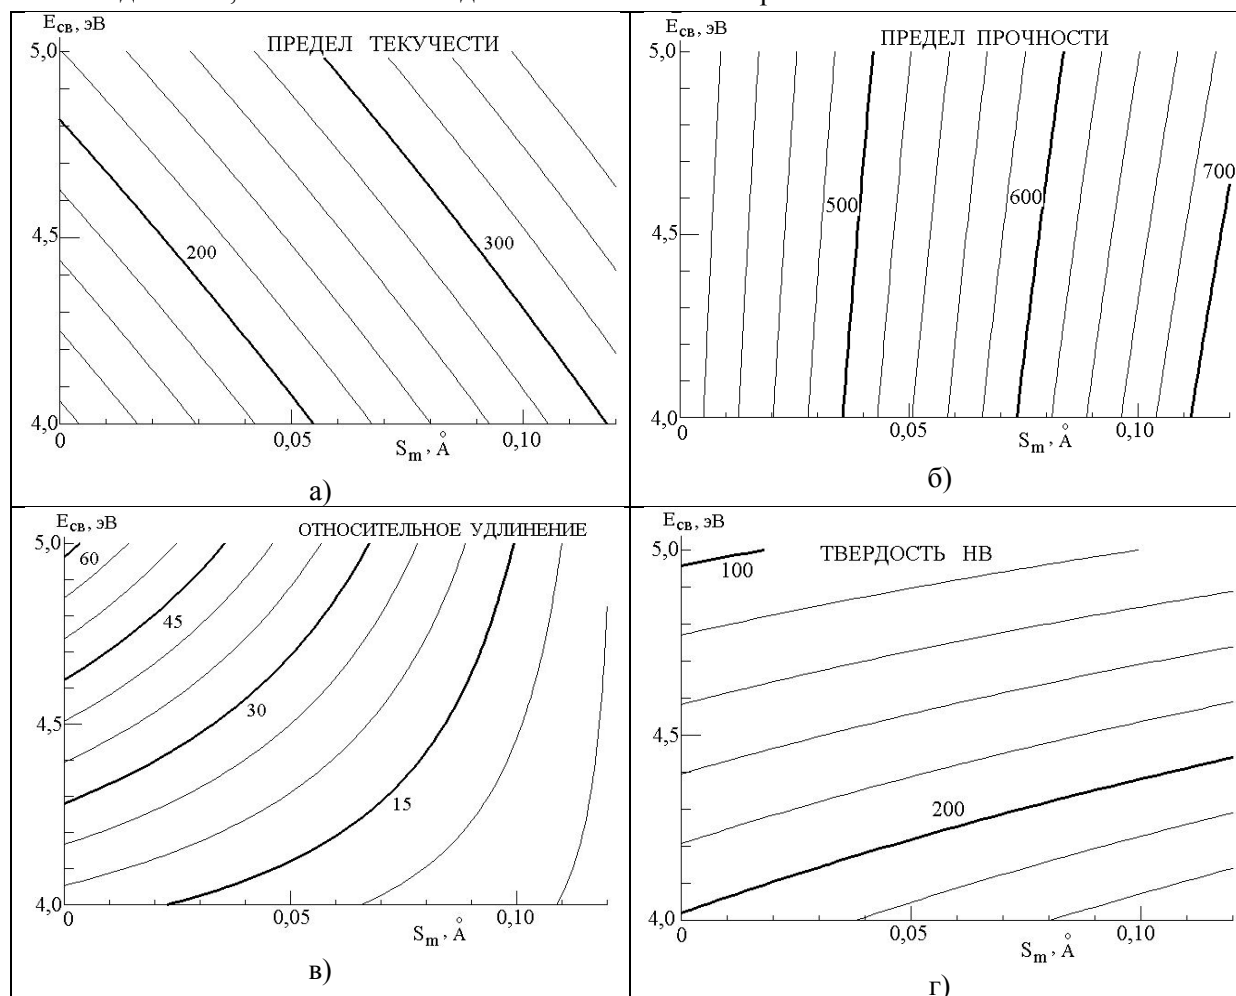 Eсв, эВ
ПРЕДЕЛ ТЕКУЧЕСТИ
5,0
4,5
4,0
200
300
0
0,05
0,10
Sm, Å
а)
Eсв, эВ
ПРЕДЕЛ ПРОЧНОСТИ
5,0
4,5
4,0
500
600
700
0
0,05
0,10
Sm, Å
б)
Eсв, эВ
ОТНОСИТЕЛЬНОЕ УДЛИНЕНИЕ
5,0
4,5
4,0
60
45
30
15
0
0,05
0,10
Sm, Å
в)
Eсв, эВ
ТВЕРДОСТЬ НВ
5,0
4,5
4,0
100
200
0
0,05
0,10
Sm, Å
г)